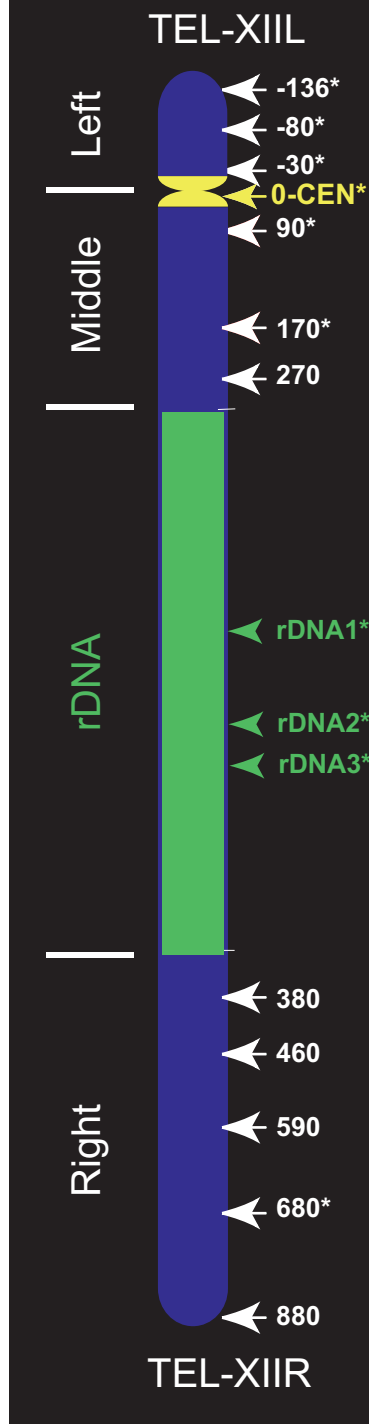 TEL-XIIL
Left
-136*
-80*
-30*
0-CEN*
Middle
90*
170*
270
rDNA
rDNA1*
rDNA2*
rDNA3*
Right
380
460
590
680*
880
TEL-XIIR